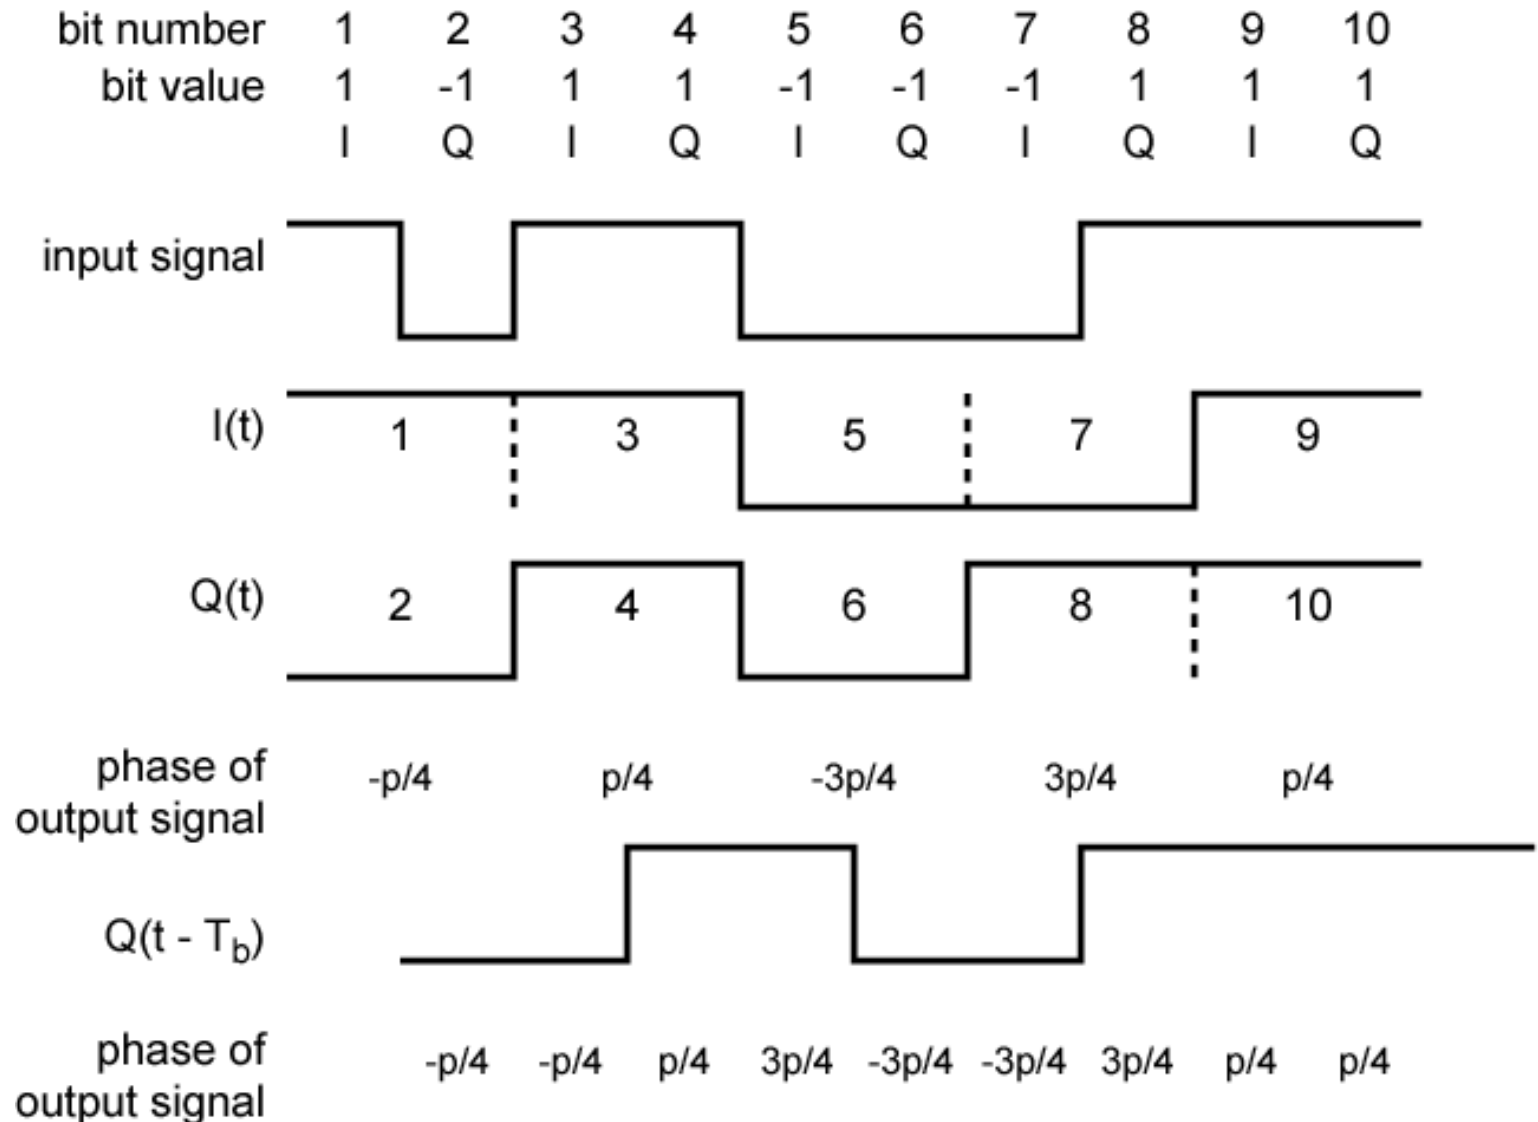 bit number 1 2 3 4 5 6 7 8 9 10
bit value 1 -1 1 1 -1 -1 -1 1 1 1
I Q I Q I Q I Q I Q
input signal
I(t) 1 3 5 7 9
Q(t) 2 4 6 8 10
phase of
output signal -p/4 p/4 -3p/4 3p/4 p/4
Q(t - Tb)
phase of
output signal -p/4 -p/4 p/4 3p/4 -3p/4 -3p/4 3p/4 p/4 p/4